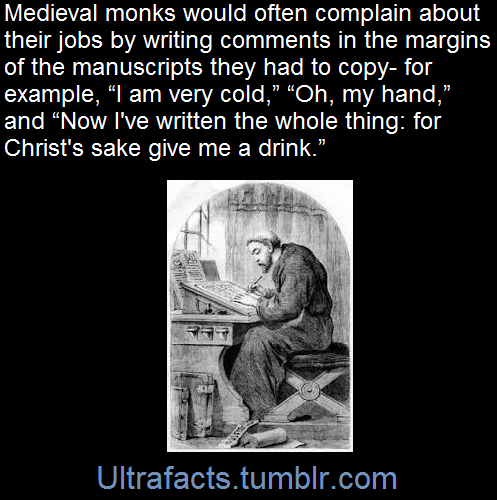 Medieval monks would often complain about
their jobs by writing comments in the margins
of the manuscripts they had to copy- for
example, “I am very cold,” “Oh, my hand,”
and “Now I've written the whole thing: for
Christ's sake give me a drink.”
Ultrafacts.tumblr.com